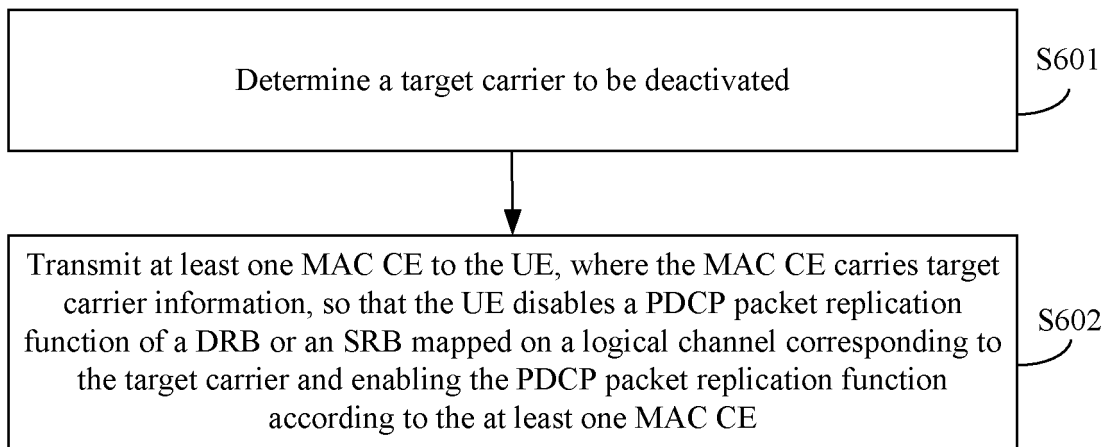 Determine a target carrier to be deactivated
S601
Transmit at least one MAC CE to the UE, where the MAC CE carries target
carrier information, so that the UE disables a PDCP packet replication
function of a DRB or an SRB mapped on a logical channel corresponding to
the target carrier and enabling the PDCP packet replication function
according to the at least one MAC CE
S602